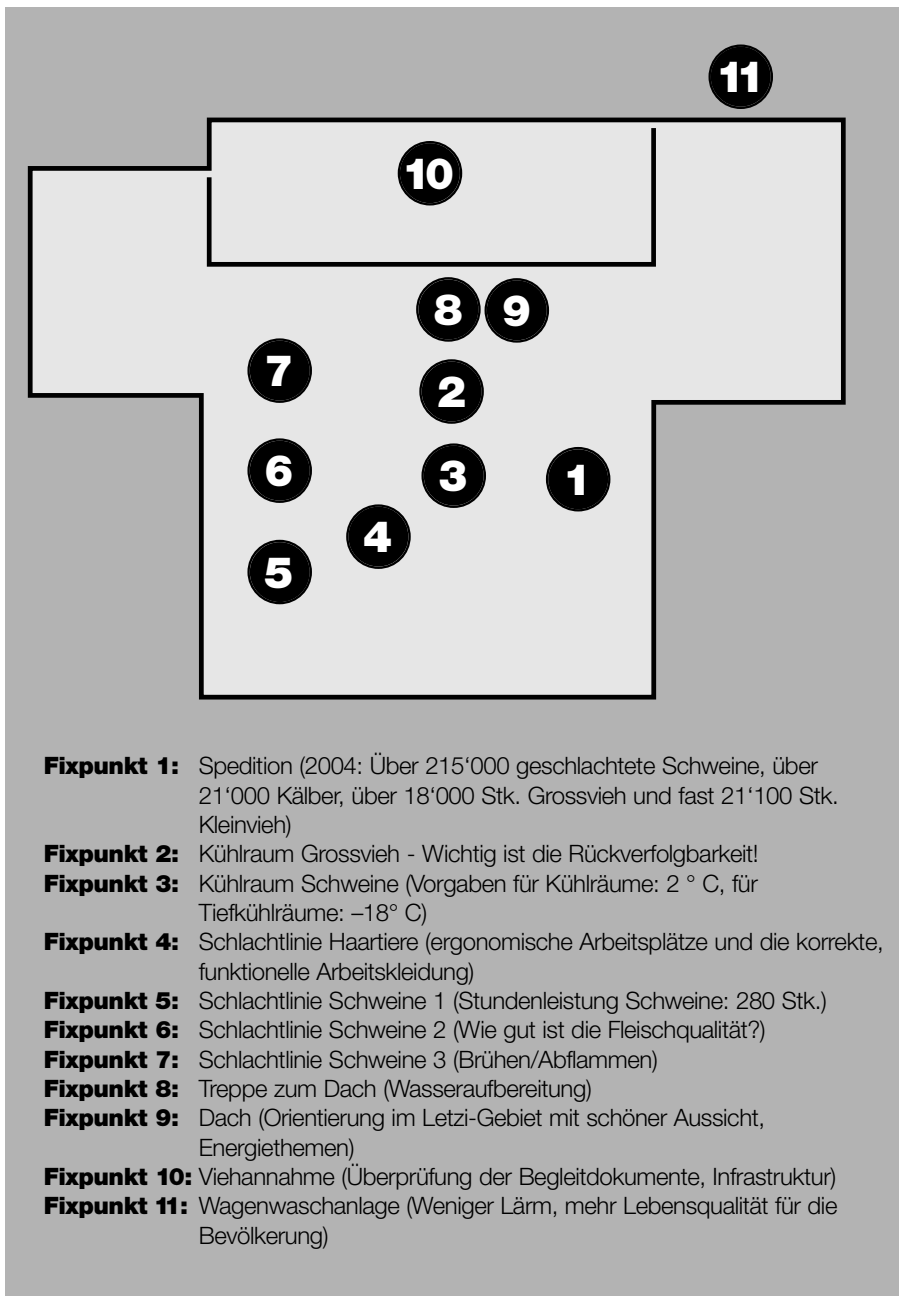 11
10
8 9
7
2
6
3
1
4
5
Fixpunkt 1: Spedition (2004: Über 215‘000 geschlachtete Schweine, über
21‘000 Kälber, über 18‘000 Stk. Grossvieh und fast 21‘100 Stk.
Kleinvieh)
Fixpunkt 2: Kühlraum Grossvieh - Wichtig ist die Rückverfolgbarkeit!
Fixpunkt 3: Kühlraum Schweine (Vorgaben für Kühlräume: 2 ° C, für
Tiefkühlräume: –18° C)
Fixpunkt 4: Schlachtlinie Haartiere (ergonomische Arbeitsplätze und die korrekte,
funktionelle Arbeitskleidung)
Fixpunkt 5: Schlachtlinie Schweine 1 (Stundenleistung Schweine: 280 Stk.)
Fixpunkt 6: Schlachtlinie Schweine 2 (Wie gut ist die Fleischqualität?)
Fixpunkt 7: Schlachtlinie Schweine 3 (Brühen/Abflammen)
Fixpunkt 8: Treppe zum Dach (Wasseraufbereitung)
Fixpunkt 9: Dach (Orientierung im Letzi-Gebiet mit schöner Aussicht,
Energiethemen)
Fixpunkt 10: Viehannahme (Überprüfung der Begleitdokumente, Infrastruktur)
Fixpunkt 11: Wagenwaschanlage (Weniger Lärm, mehr Lebensqualität für die
Bevölkerung)